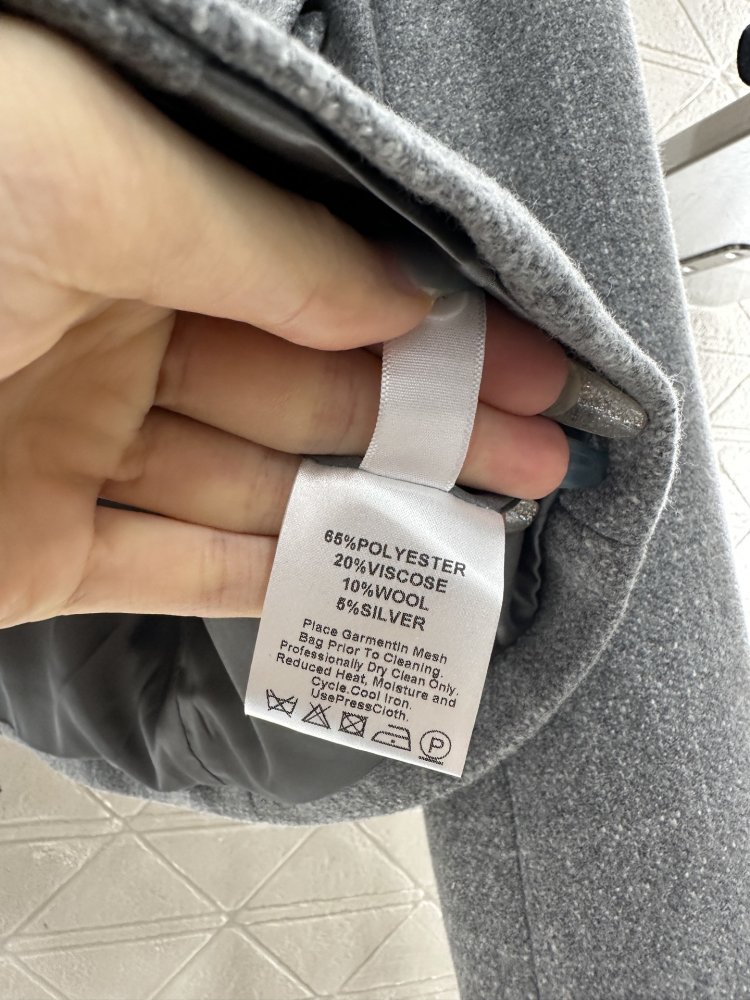 65%POLYESTER
20%VISCOSE
10%WOOL
5%SILVER
Place Garmentin Mesh
Bag Prior To Cleaning.
Professionally Dry Clean Only.
Reduced Heat, Moisture and
Cycle.Cool Iron.
UsePressCloth.
P